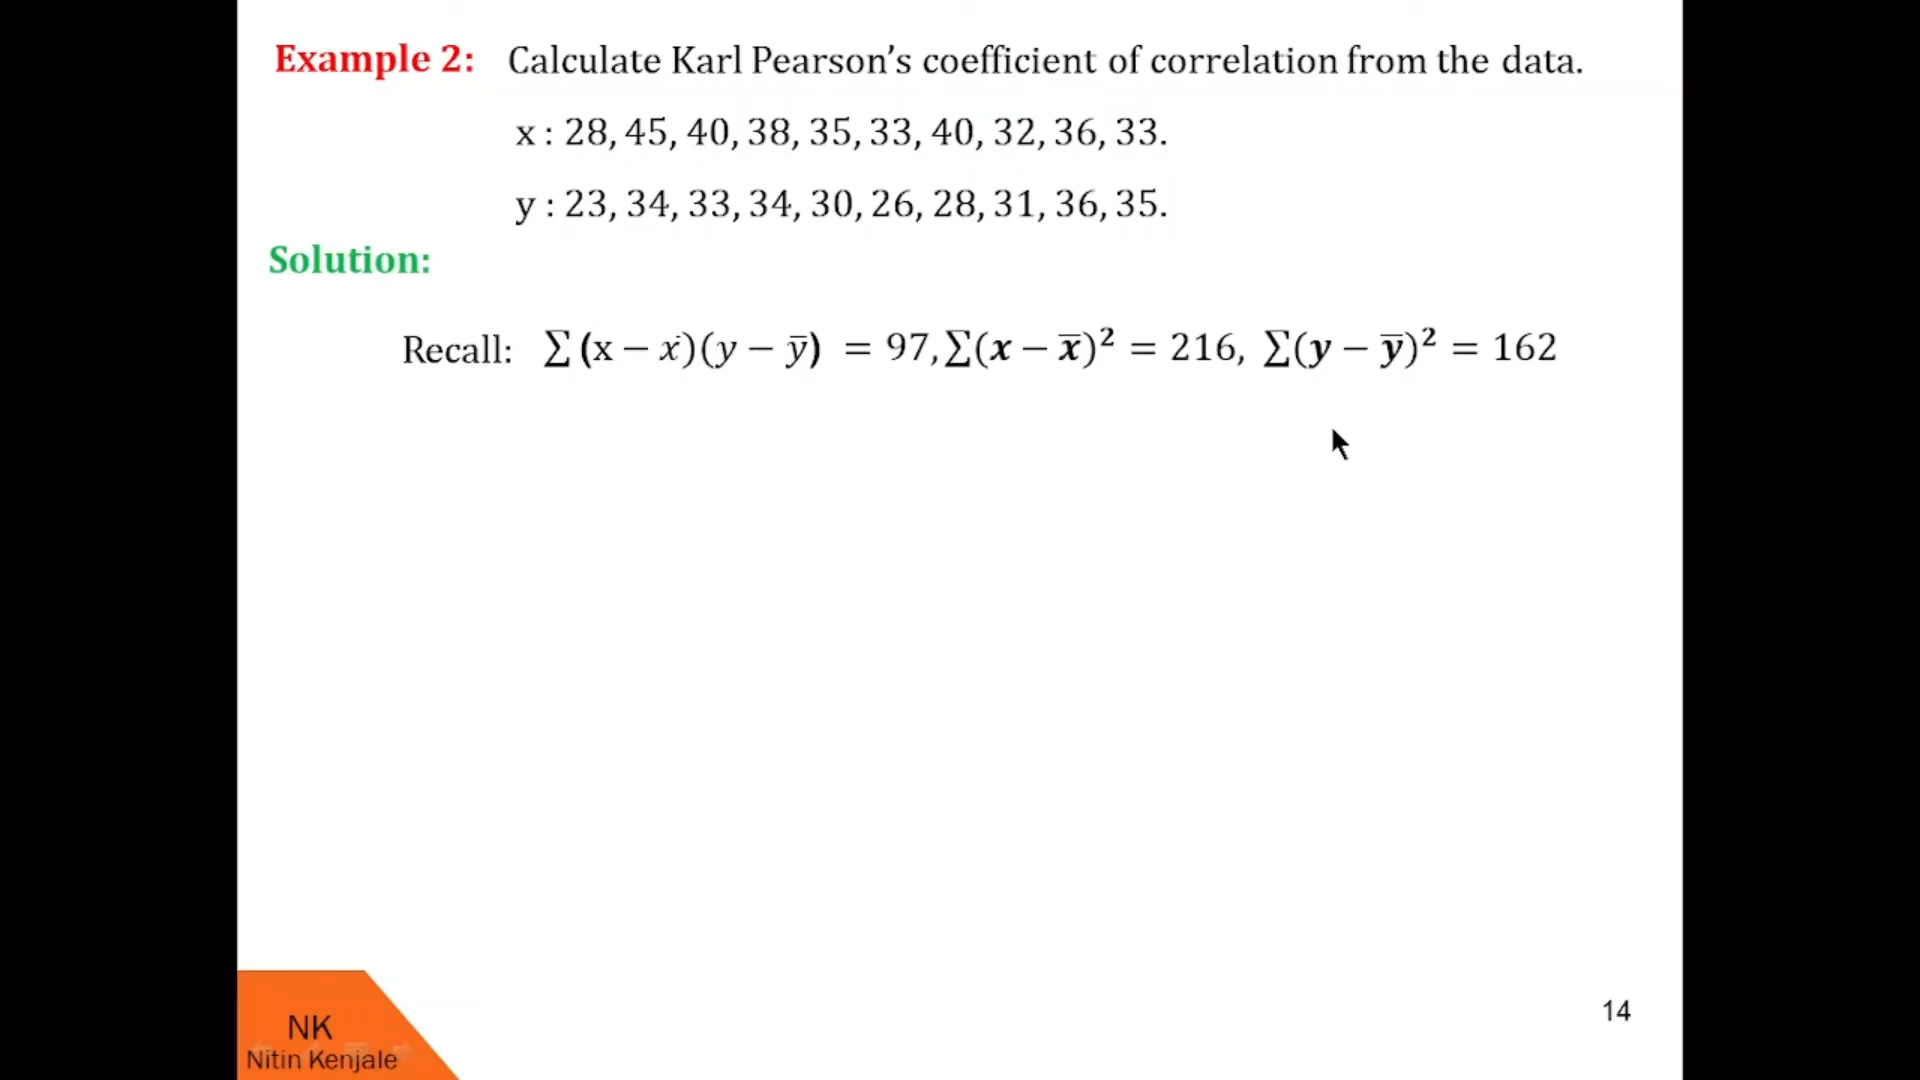 Example 2: Calculate Karl Pearson’s coefficient of correlation from the data.
x : 28, 45, 40, 38, 35, 33, 40, 32, 36, 33.
y : 23, 34, 33, 34, 30, 26, 28, 31, 36, 35.
Solution:
Recall: ∑ (x − x̄)(y − ȳ) = 97, ∑(x − x̄)² = 216, ∑(y − ȳ)² = 162
14
NK
Nitin Kenjale